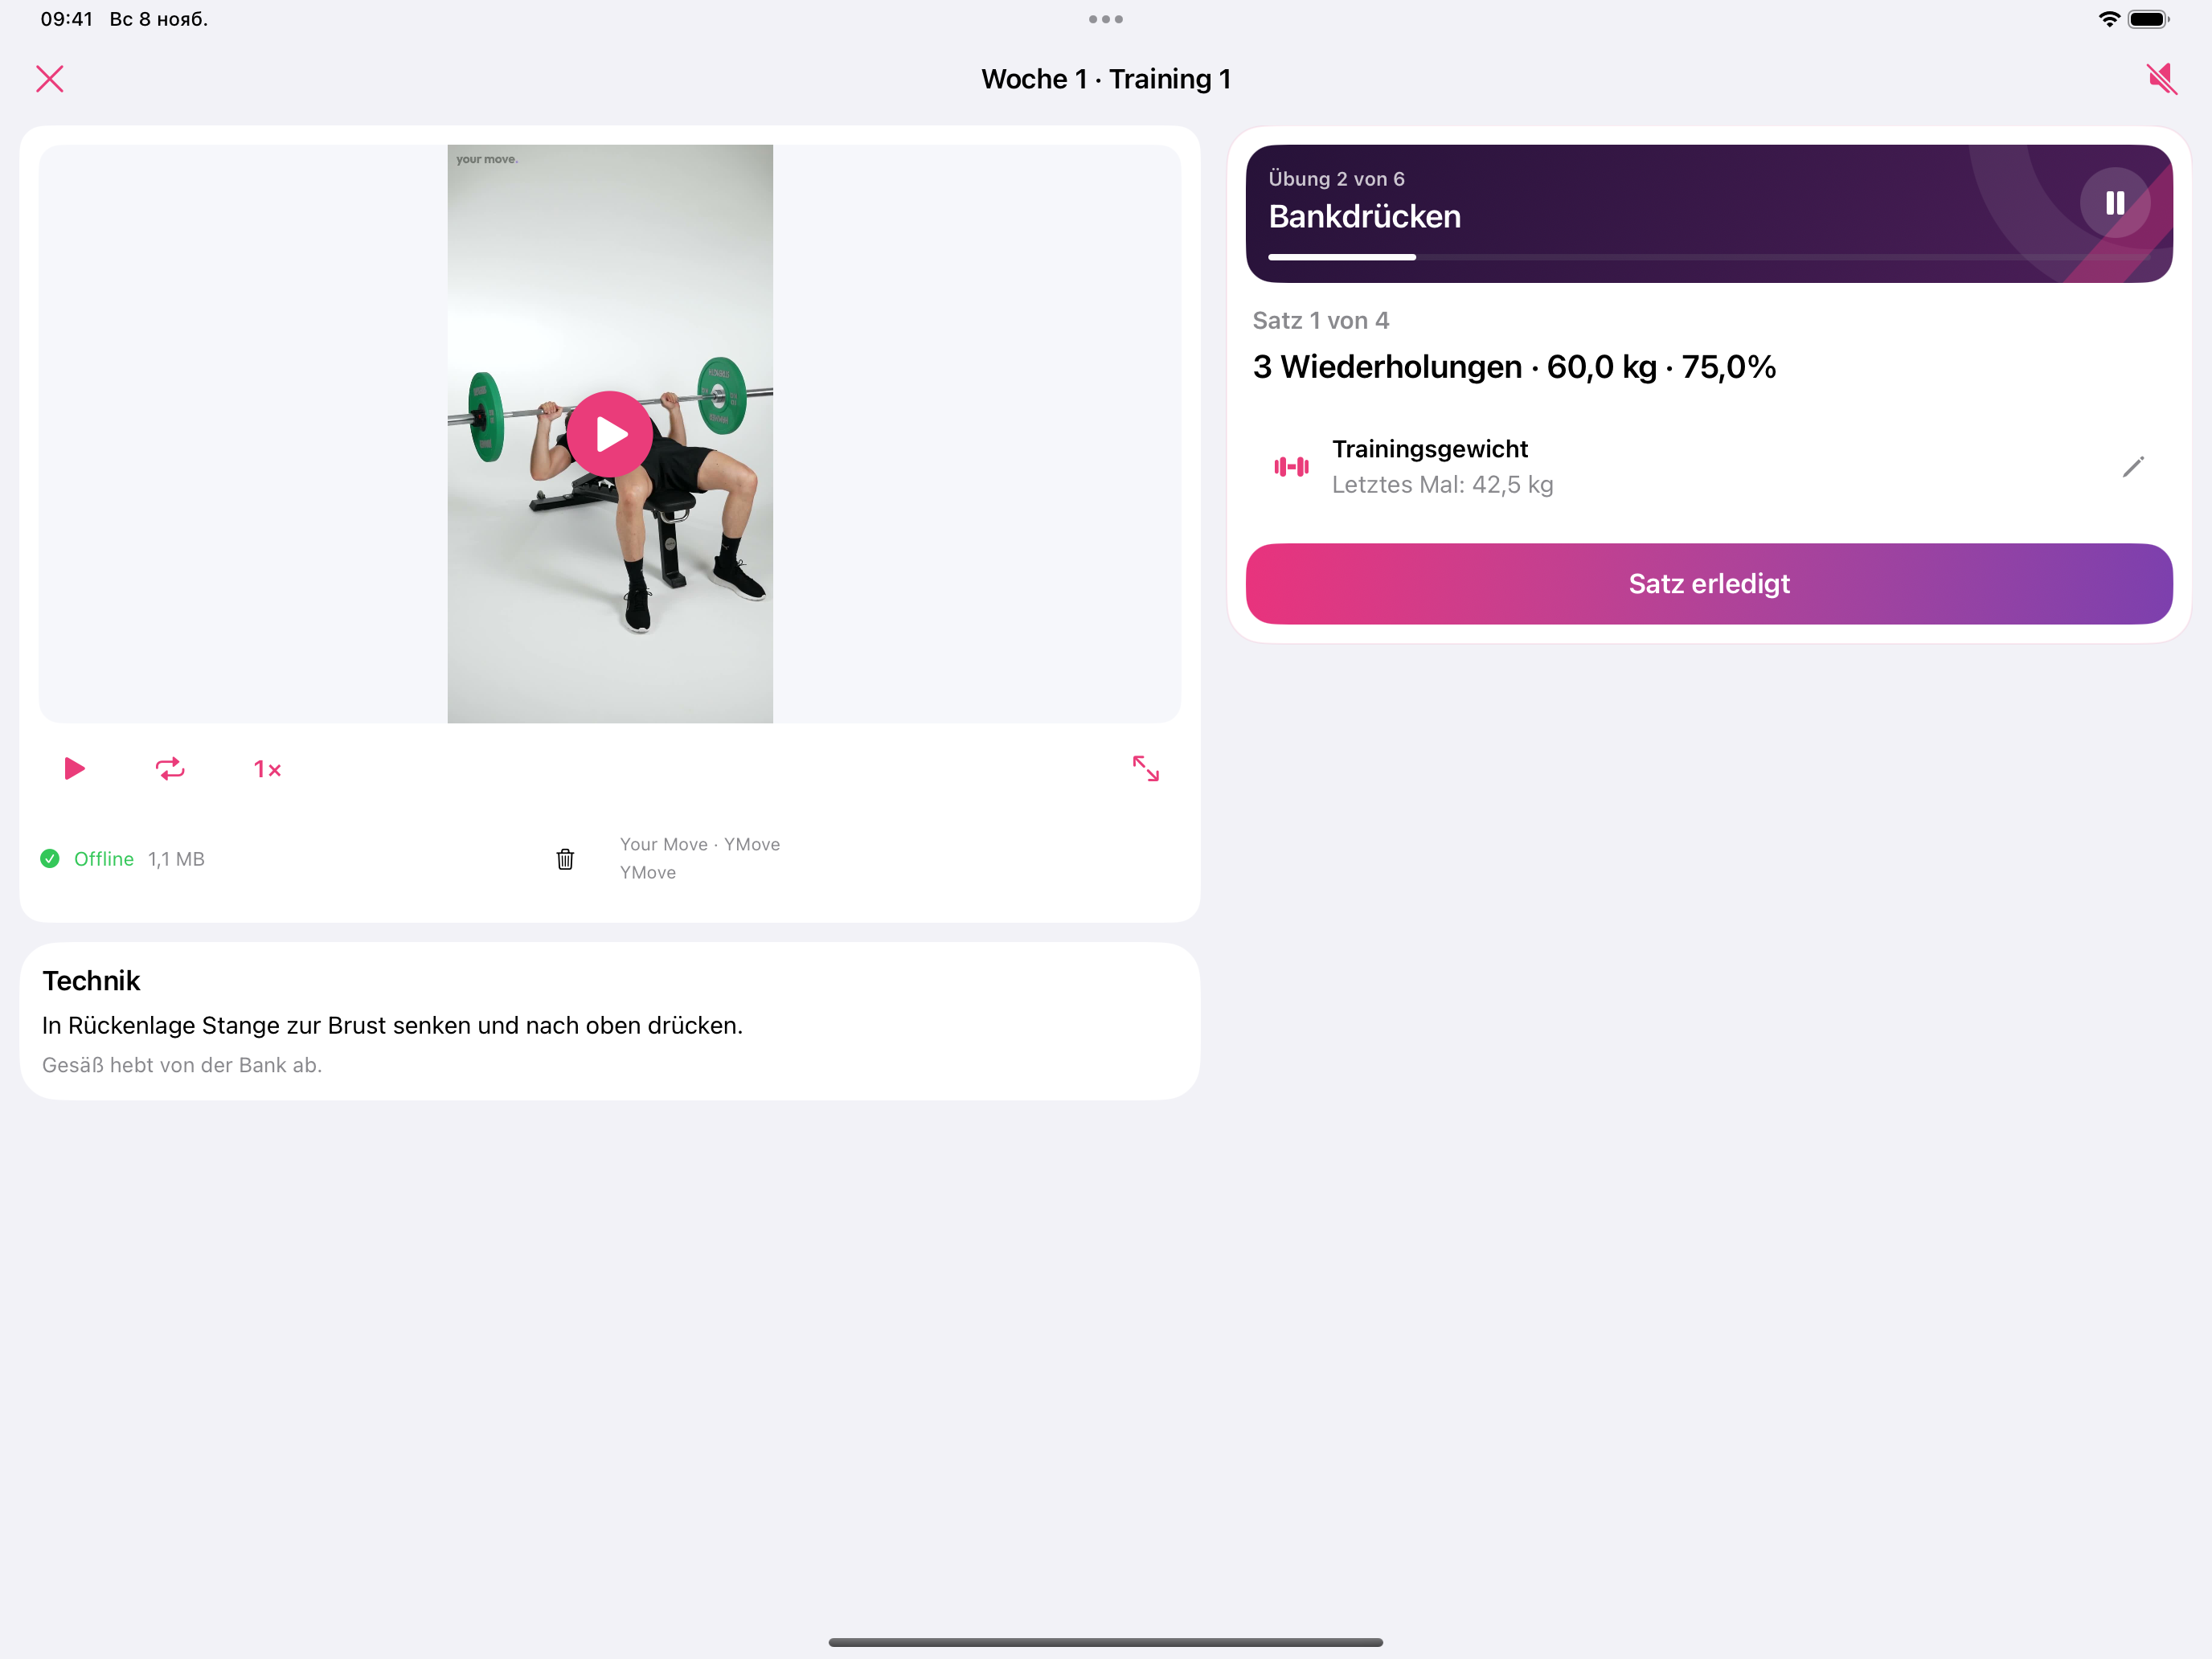 09:41 Вс 8 нояб.
Woche 1 · Training 1
your move.
Übung 2 von 6
Bankdrücken
Satz 1 von 4
3 Wiederholungen · 60,0 kg · 75,0%
Trainingsgewicht
Letztes Mal: 42,5 kg
Satz erledigt
1×
Offline 1,1 MB
Your Move · YMove
YMove
Technik
In Rückenlage Stange zur Brust senken und nach oben drücken.
Gesäß hebt von der Bank ab.